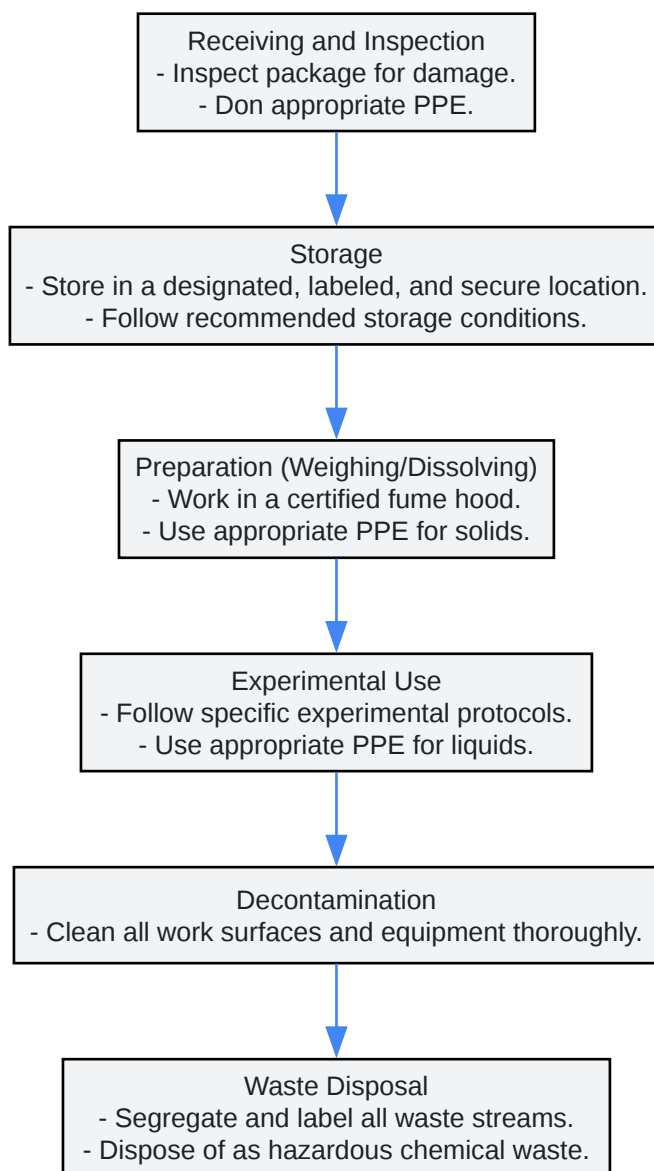 Receiving and Inspection
- Inspect package for damage.
- Don appropriate PPE.
Storage
- Store in a designated, labeled, and secure location.
- Follow recommended storage conditions.
Preparation (Weighing/Dissolving)
- Work in a certified fume hood.
- Use appropriate PPE for solids.
Experimental Use
- Follow specific experimental protocols.
- Use appropriate PPE for liquids.
Decontamination
- Clean all work surfaces and equipment thoroughly.
Waste Disposal
- Segregate and label all waste streams.
- Dispose of as hazardous chemical waste.